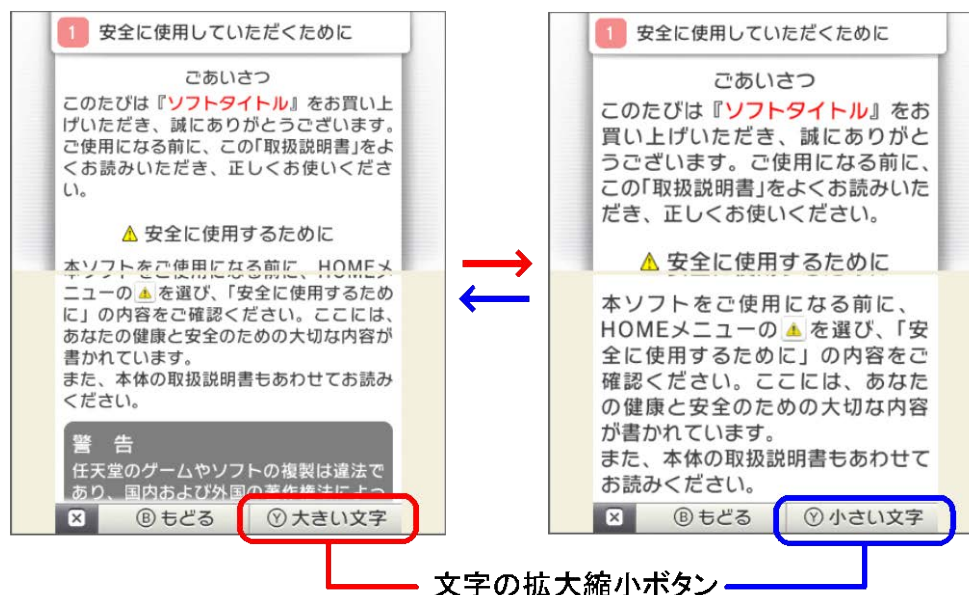 1 安全に使用していただくために
ごあいさつ
このたびは『ソフトタイトル』をお買い上
げいただき、誠にありがとうございます。
ご使用になる前に、この「取扱説明書」をよ
くお読みいただき、正しくお使いくださ
い。
安全に使用するために
本ソフトをご使用になる前に、HOMEメ
ニューの を選び、「安全に使用するため
に」の内容をご確認ください。ここには、
あなたの健康と安全のための大切な内容が
書かれています。
また、本体の取扱説明書もあわせてお読み
ください。
警 告
任天堂のゲームやソフトの複製は違法で
あり、国内および外国の著作権法によっ
Ⓑもどる Ⓨ大きい文字
1 安全に使用していただくために
ごあいさつ
このたびは『ソフトタイトル』をお
買い上げいただき、誠にありがと
うございます。ご使用になる前に、
この「取扱説明書」をよくお読みいた
だき、正しくお使いください。
安全に使用するために
本ソフトをご使用になる前に、
HOMEメニューの を選び、「安
全に使用するために」の内容をご
確認ください。ここには、あなた
の健康と安全のための大切な内容
が書かれています。
また、本体の取扱説明書もあわせて
お読みください。
Ⓑもどる Ⓨ小さい文字
文字の拡大縮小ボタン